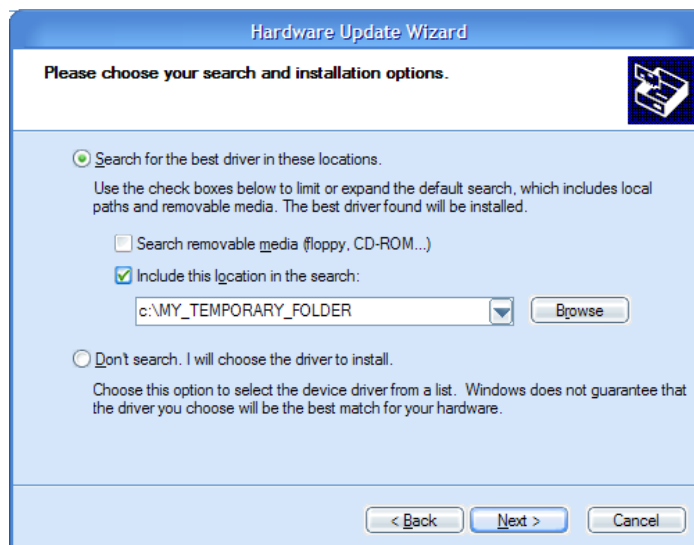 Hardware Update Wizard
Please choose your search and installation options.
Search for the best driver in these locations.
Use the check boxes below to limit or expand the default search, which includes local
paths and removable media. The best driver found will be installed.
Search removable media (floppy, CD-ROM...)
Include this location in the search:
c:\MY_TEMPORARY_FOLDER
Browse
Don't search. I will choose the driver to install.
Choose this option to select the device driver from a list.  Windows does not guarantee that
the driver you choose will be the best match for your hardware.
< Back
Next >
Cancel